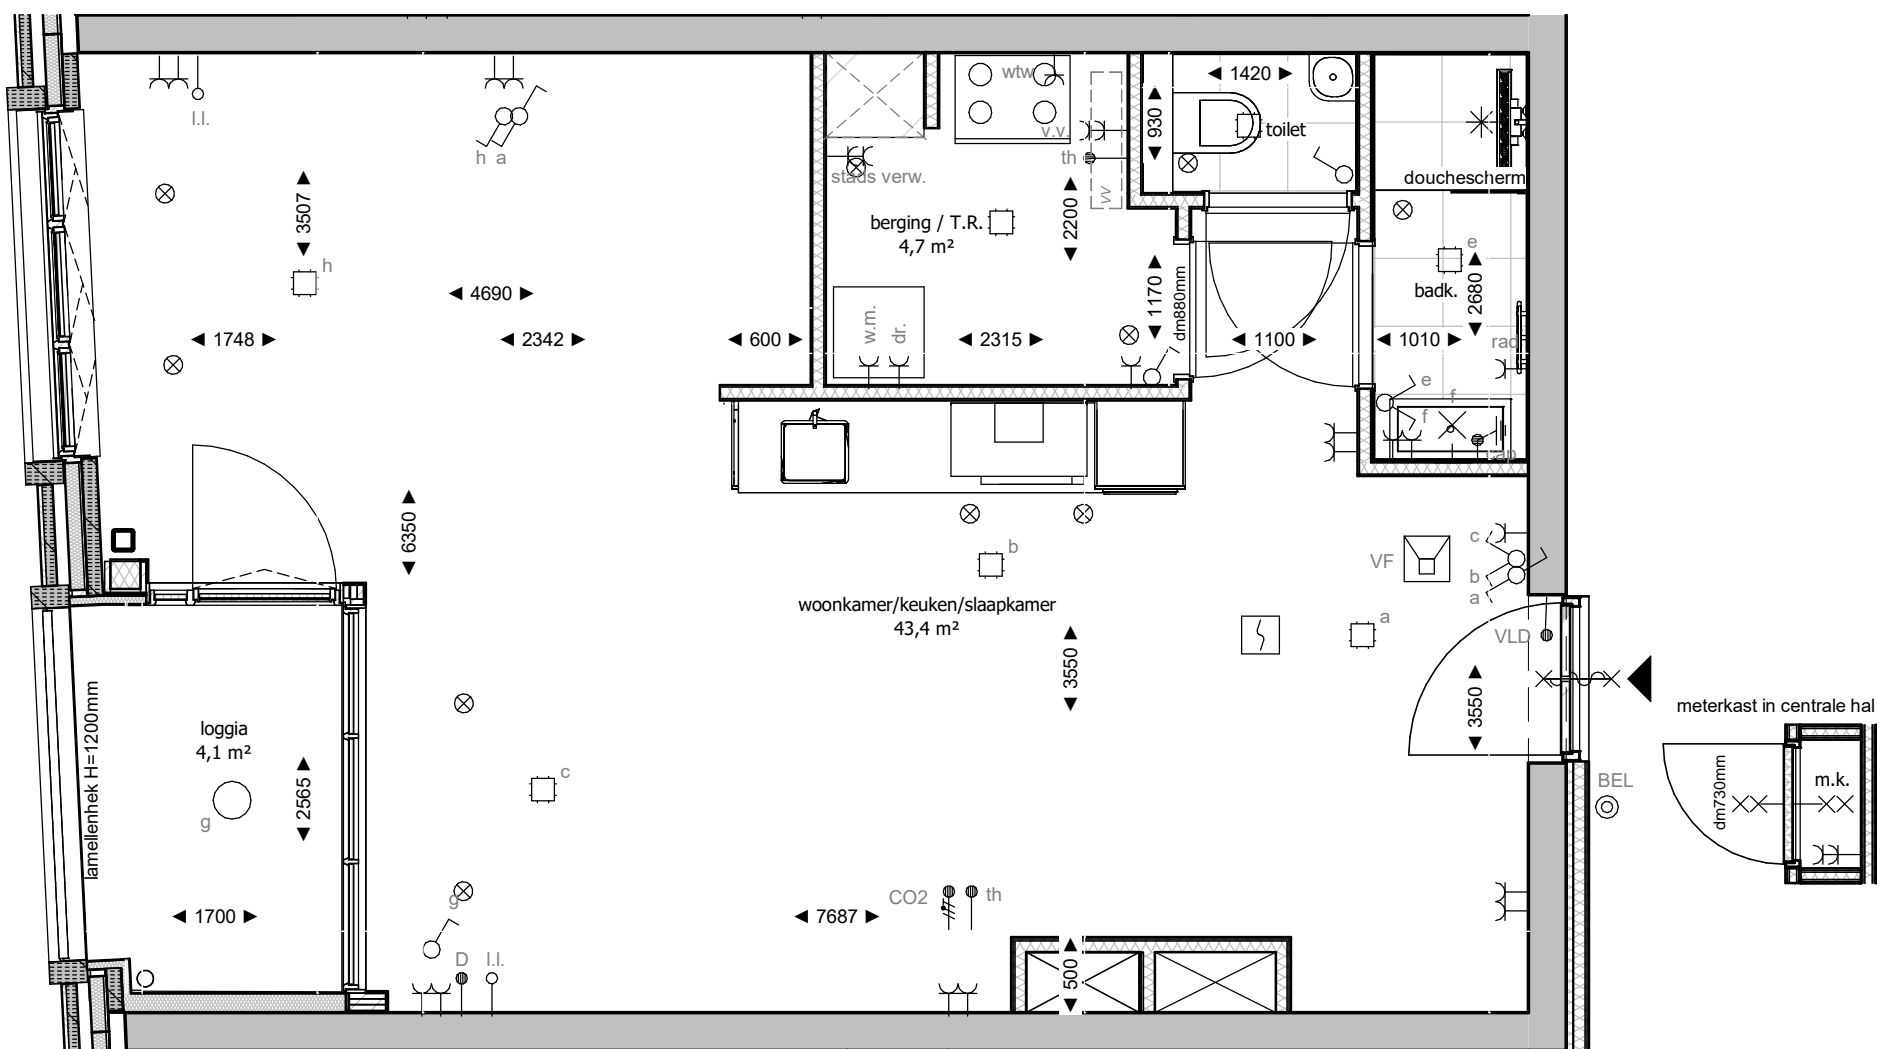 wtw
1420
l.l.
v.v.
930
toilet
h a
th
stads verw.
douchescherm
3507
vv
2200
berging / T.R.
4,7 m²
e
h
4690
1170
dm880mm
badk.
2680
w.m.
dr.
1748
2342
600
2315
1100
1010
rad
e
f
f
cap
6350
c
b
VF
b
a
woonkamer/keuken/slaapkamer
43,4 m²
a
VLD
3550
3550
lamellenhek H=1200mm
meterkast in centrale hal
loggia
4,1 m²
c
2565
BEL
m.k.
dm730mm
g
g
CO2
th
1700
7687
D
l.l.
500